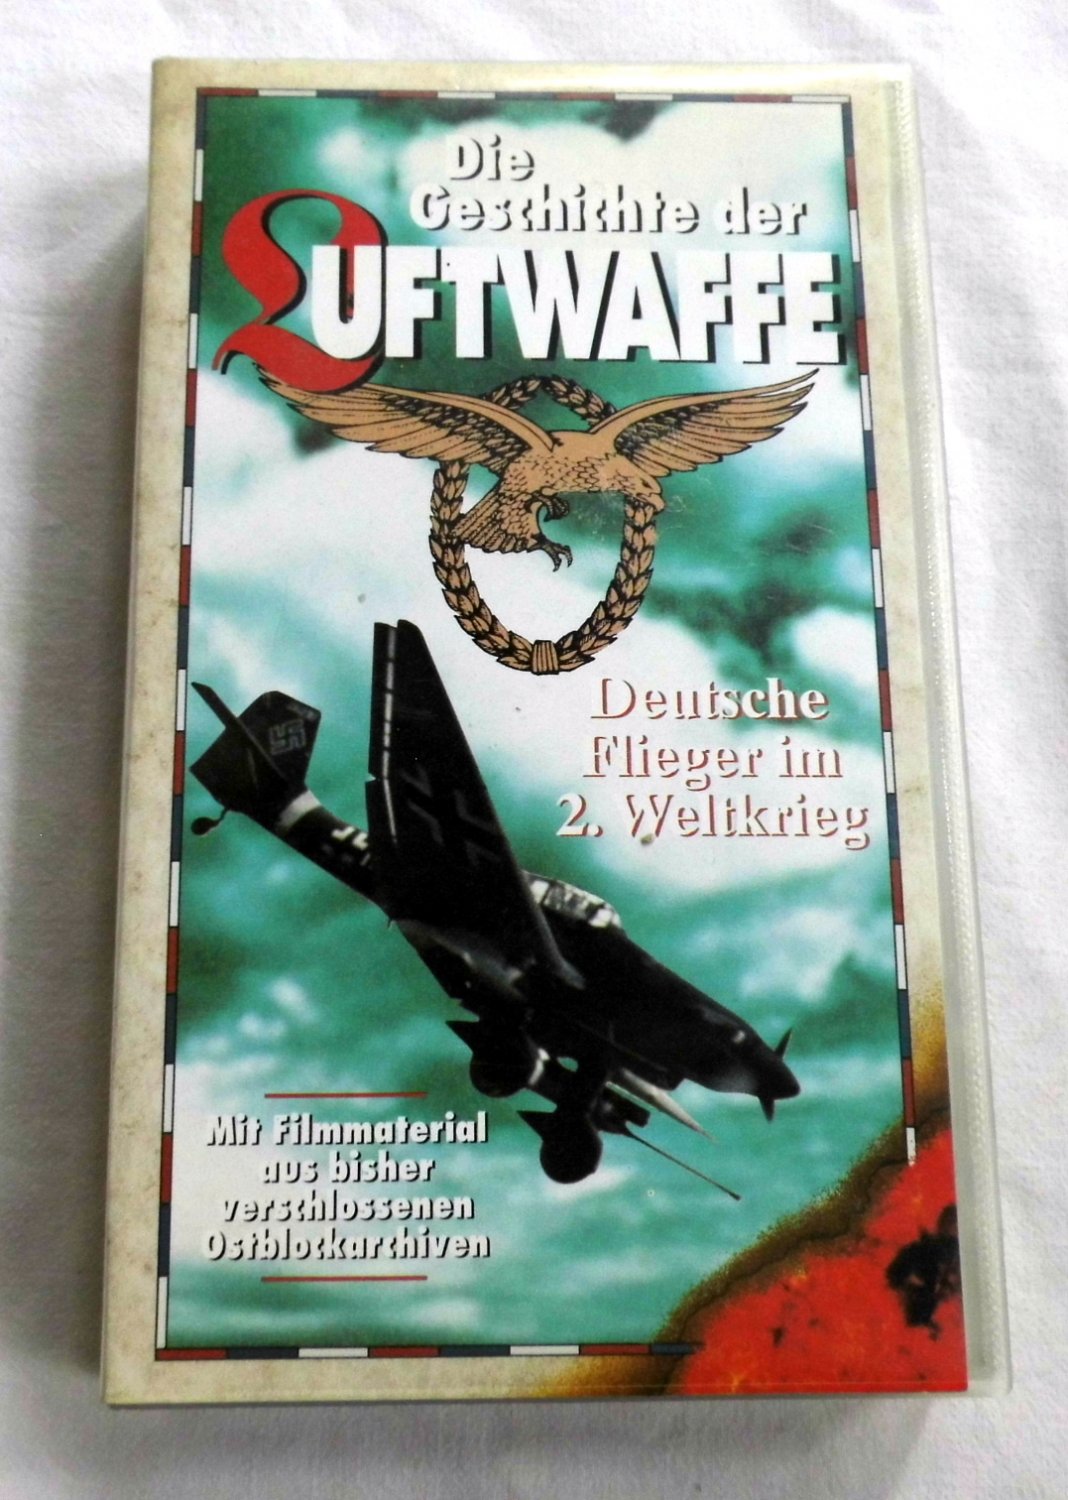 Die
Geschichte der
LUFTWAFFE
Deutsche
Flieger im
2. Weltkrieg
Mit Filmmaterial
aus bisher
verschlossenen
Ostblockarchiven